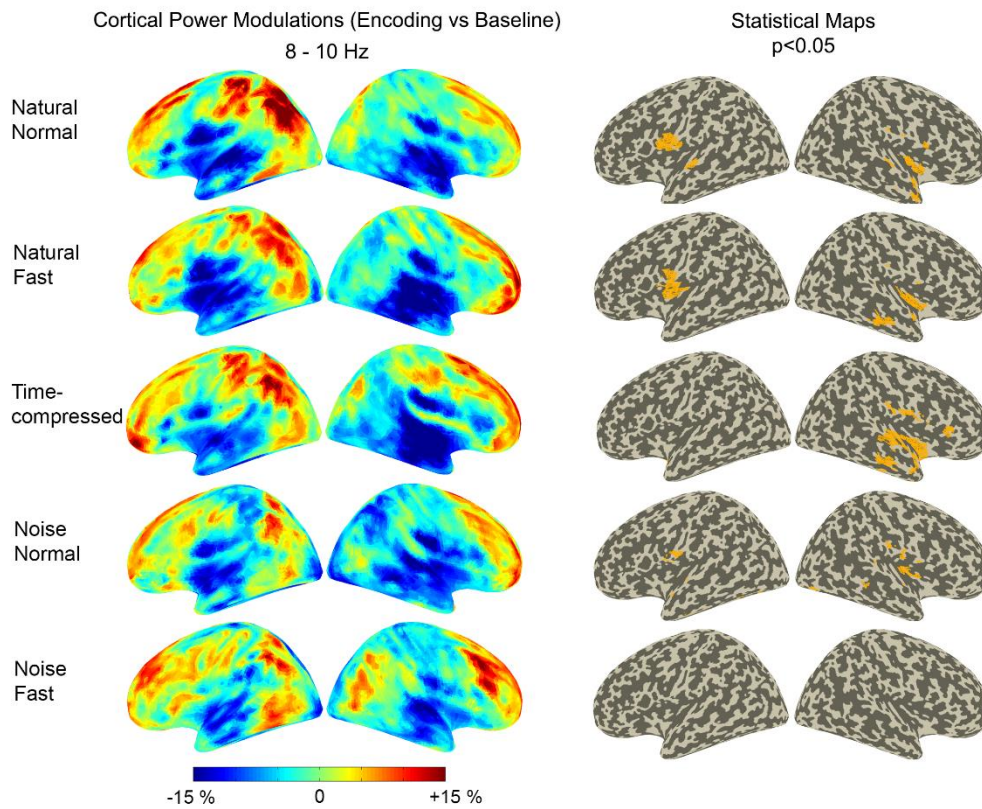 Cortical Power Modulations (Encoding vs Baseline)
8 - 10 Hz
Statistical Maps
p<0.05
Natural
Normal
Natural
Fast
Time-
compressed
Noise
Normal
Noise
Fast
-15 %
0
+15 %